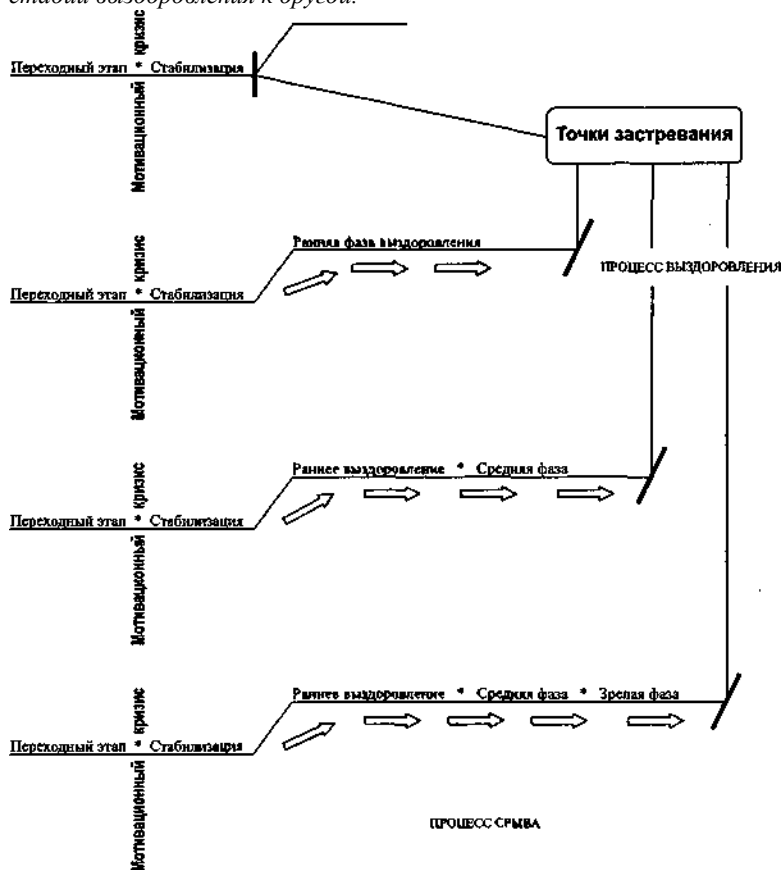 стадии выздоровления к другой.
Мотивационный кризис
Переходный этап * Стабилизация
Точки застревания
Ранняя фаза выздоровления
ПРОЦЕСС ВЫЗДОРОВЛЕНИЯ
Мотивационный кризис
Переходный этап * Стабилизация
Раннее выздоровление * Средняя фаза
Мотивационный кризис
Переходный этап * Стабилизация
Раннее выздоровление * Средняя фаза * Зрелая фаза
Мотивационный кризис
Переходный этап * Стабилизация
ПРОЦЕСС СРЫВА